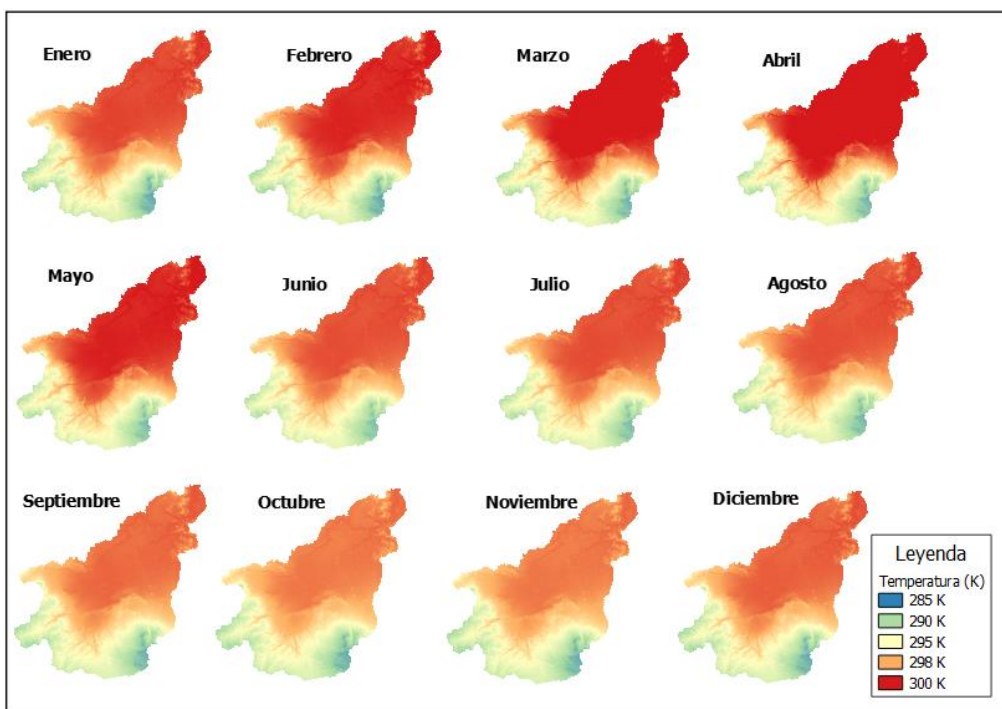 Enero
Febrero
Marzo
Abril
Mayo
Junio
Julio
Agosto
Septiembre
Octubre
Noviembre
Diciembre
Leyenda
Temperatura (K)
285 K
290 K
295 K
298 K
300 K